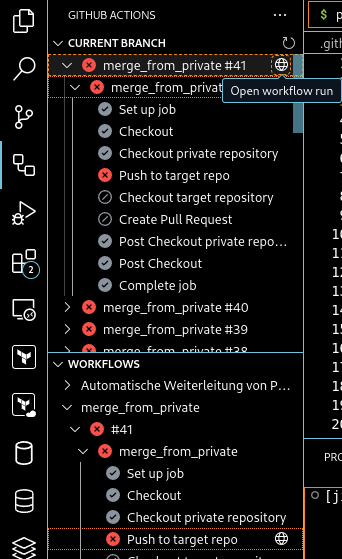 GITHUB ACTIONS
$ p
CURRENT BRANCH
.git
merge_from_private #41
merge_from_privat
Open workflow run
Set up job
Checkout
Checkout private repository
Push to target repo
Checkout target repository
Create Pull Request
Post Checkout private repo...
Post Checkout
Complete job
merge_from_private #40
merge_from_private #39
merge_from_private #38
2
10
11
12
13
14
15
16
17
18
19
20
WORKFLOWS
Automatische Weiterleitung von P...
merge_from_private
#41
merge_from_private
Set up job
Checkout
Checkout private repository
Push to target repo
PRO
[j